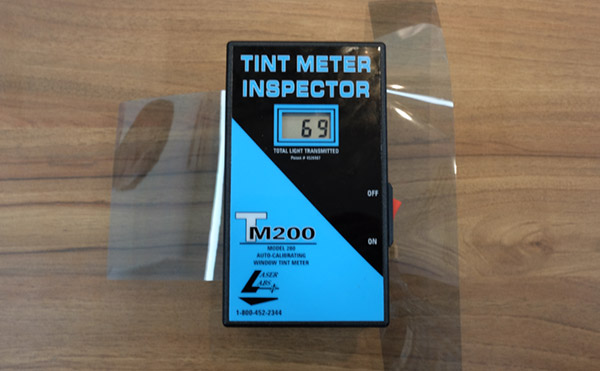 TINT METER
INSPECTOR
69
TOTAL LIGHT TRANSMITTED
OFF
ON
TM200
MODEL 200
AUTO-CALIBRATING
WINDOW TINT METER
LASER
LABS
1-800-452-2344